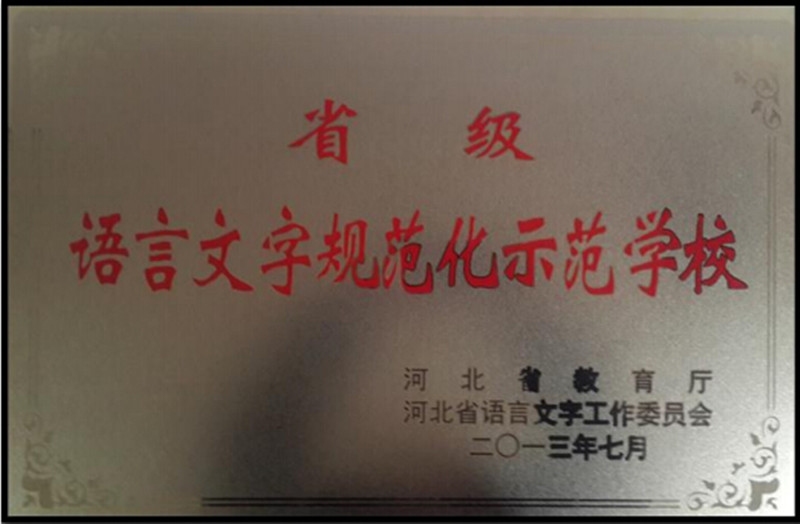 省级
语言文字规范化示范学校
河北省教育厅
河北省语言文字工作委员会
二〇一三年七月